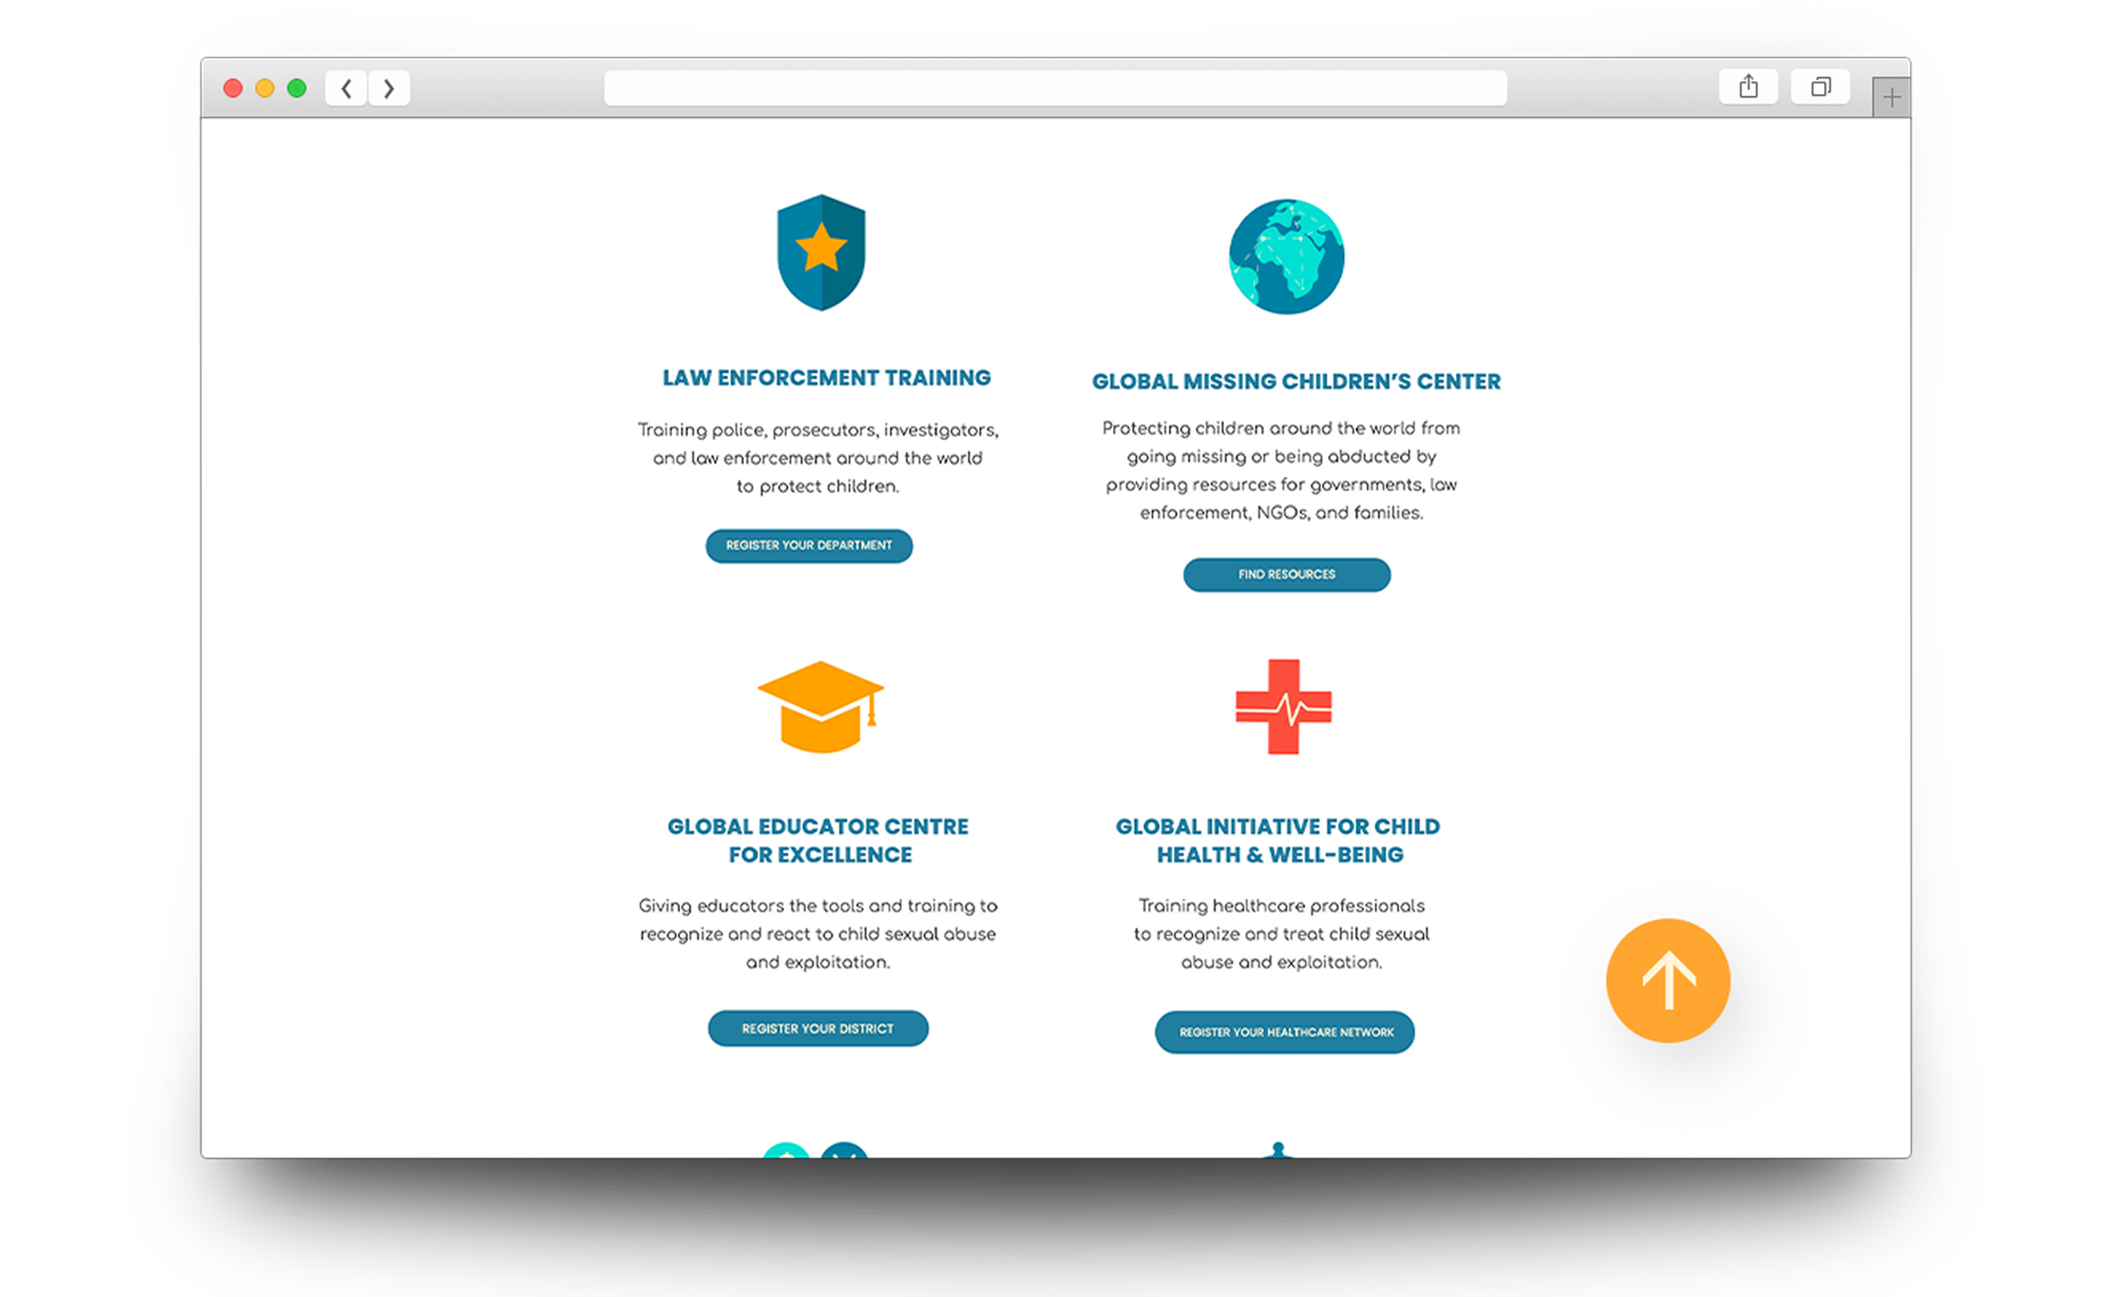 LAW ENFORCEMENT TRAINING
Training police, prosecutors, investigators,
and law enforcement around the world
to protect children.
REGISTER YOUR DEPARTMENT
GLOBAL MISSING CHILDREN'S CENTER
Protecting children around the world from
going missing or being abducted by
providing resources for governments, law
enforcement, NGOs, and families.
FIND RESOURCES
GLOBAL EDUCATOR CENTRE
FOR EXCELLENCE
Giving educators the tools and training to
recognize and react to child sexual abuse
and exploitation.
REGISTER YOUR DISTRICT
GLOBAL INITIATIVE FOR CHILD
HEALTH & WELL-BEING
Training healthcare professionals
to recognize and treat child sexual
abuse and exploitation.
REGISTER YOUR HEALTHCARE NETWORK